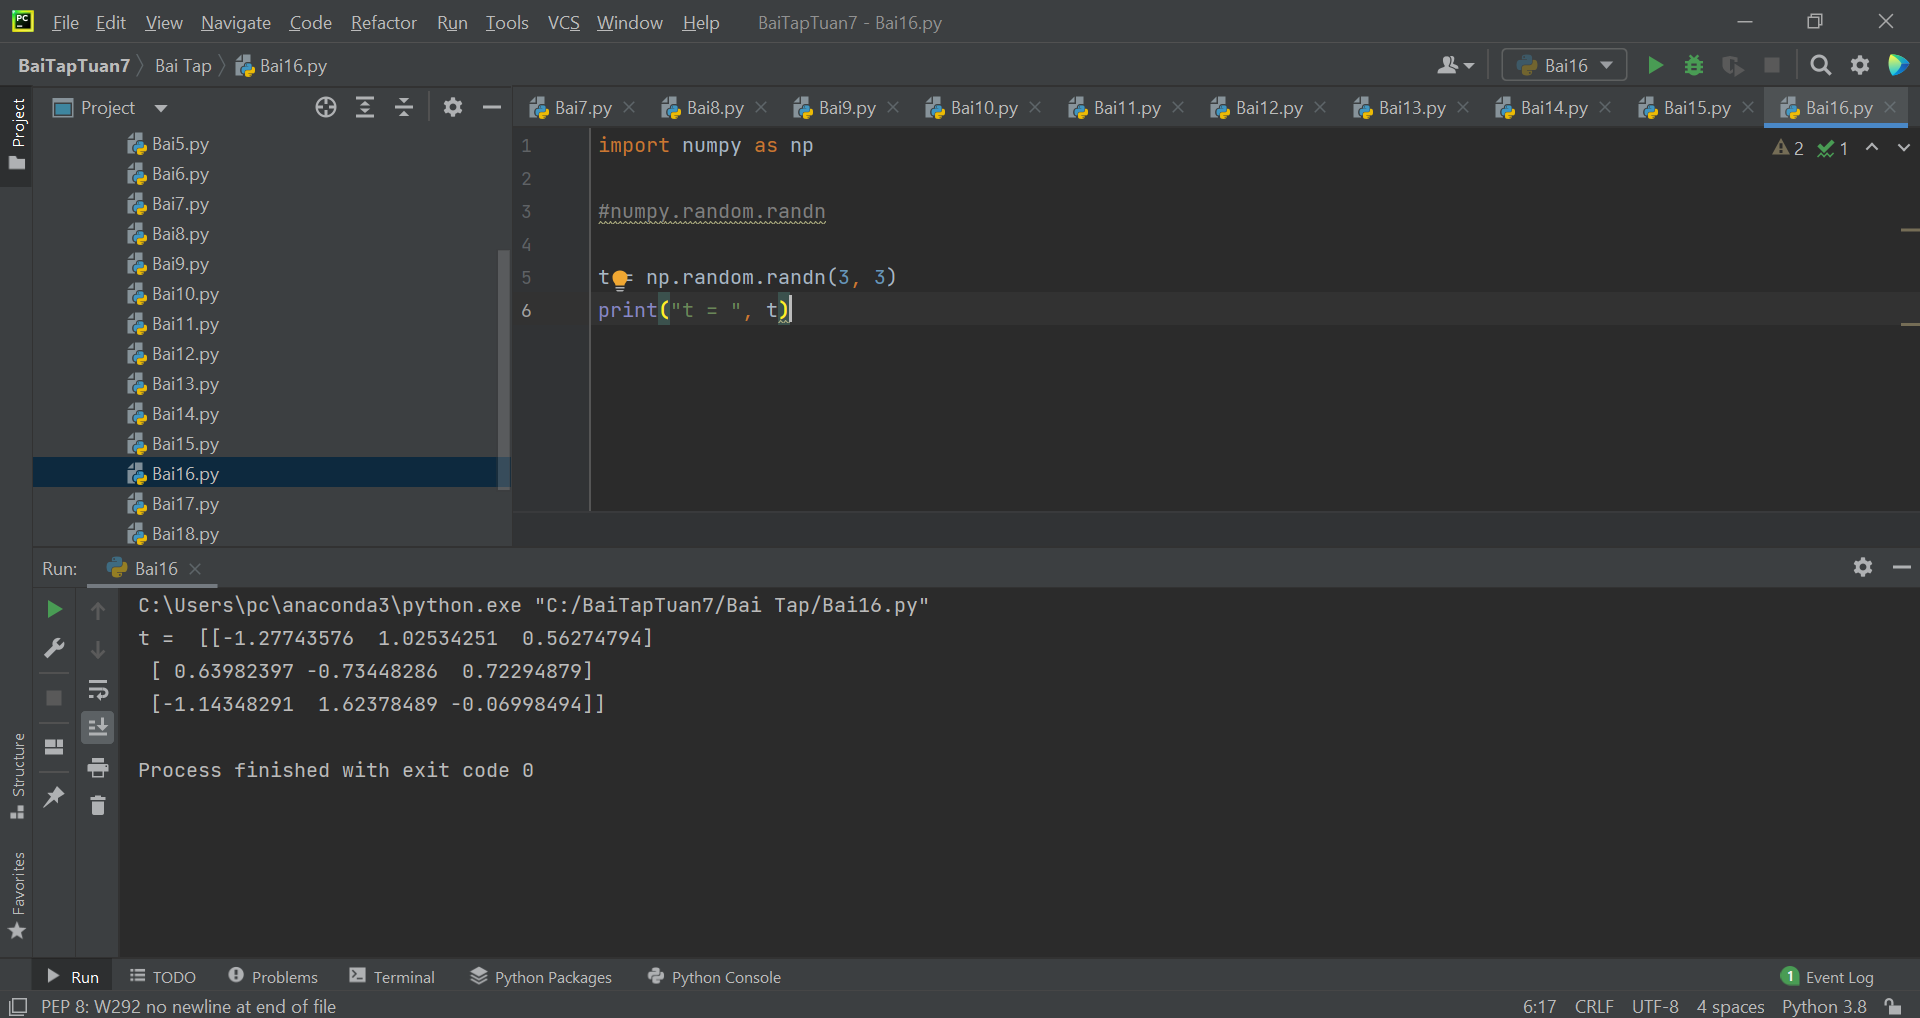 PC File Edit View Navigate Code Refactor Run Tools VCS Window Help BaiTapTuan7 - Bai16.py
BaiTapTuan7 Bai Tap Bai16.py Bai16
Project
Project
Bai5.py
Bai6.py
Bai7.py
Bai8.py
Bai9.py
Bai10.py
Bai11.py
Bai12.py
Bai13.py
Bai14.py
Bai15.py
Bai16.py
Bai17.py
Bai18.py
Bai7.py Bai8.py Bai9.py Bai10.py Bai11.py Bai12.py Bai13.py Bai14.py Bai15.py Bai16.py
1 import numpy as np
2 1
2
3 #numpy.random.randn
4
5 t = np.random.randn(3, 3)
6 print("t = ", t)
Run: Bai16
C:\Users\pc\anaconda3\python.exe "C:/BaiTapTuan7/Bai Tap/Bai16.py"
t =  [[-1.27743576  1.02534251  0.56274794]
 [ 0.63982397 -0.73448286  0.72294879]
 [-1.14348291  1.62378489 -0.06998494]]
Process finished with exit code 0
Structure
Favorites
Run TODO Problems Terminal Python Packages Python Console 1 Event Log
PEP 8: W292 no newline at end of file 6:17 CRLF UTF-8 4 spaces Python 3.8